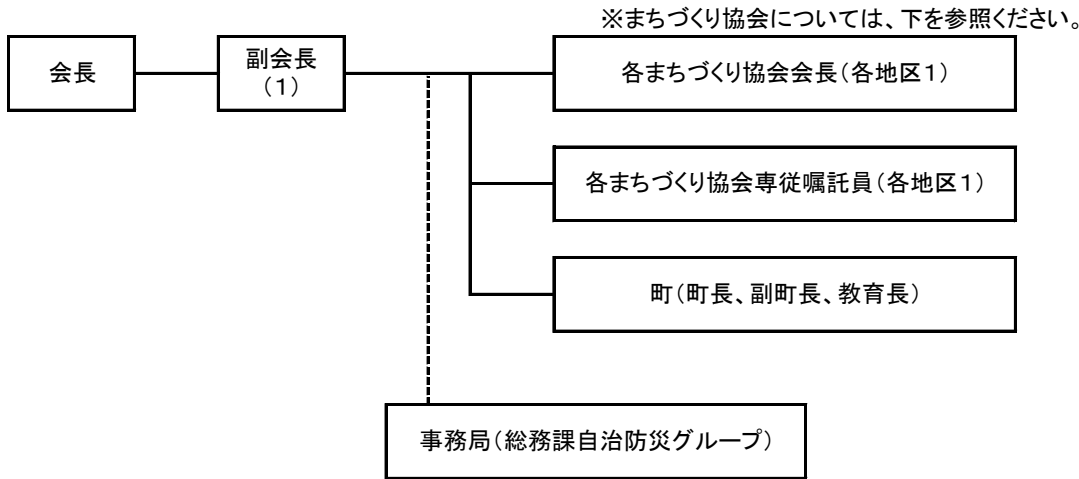 ※まちづくり協会については、下を参照ください。
会長
副会長
(1)
各まちづくり協会会長(各地区1)
各まちづくり協会専従嘱託員(各地区1)
町(町長、副町長、教育長)
事務局(総務課自治防災グループ)